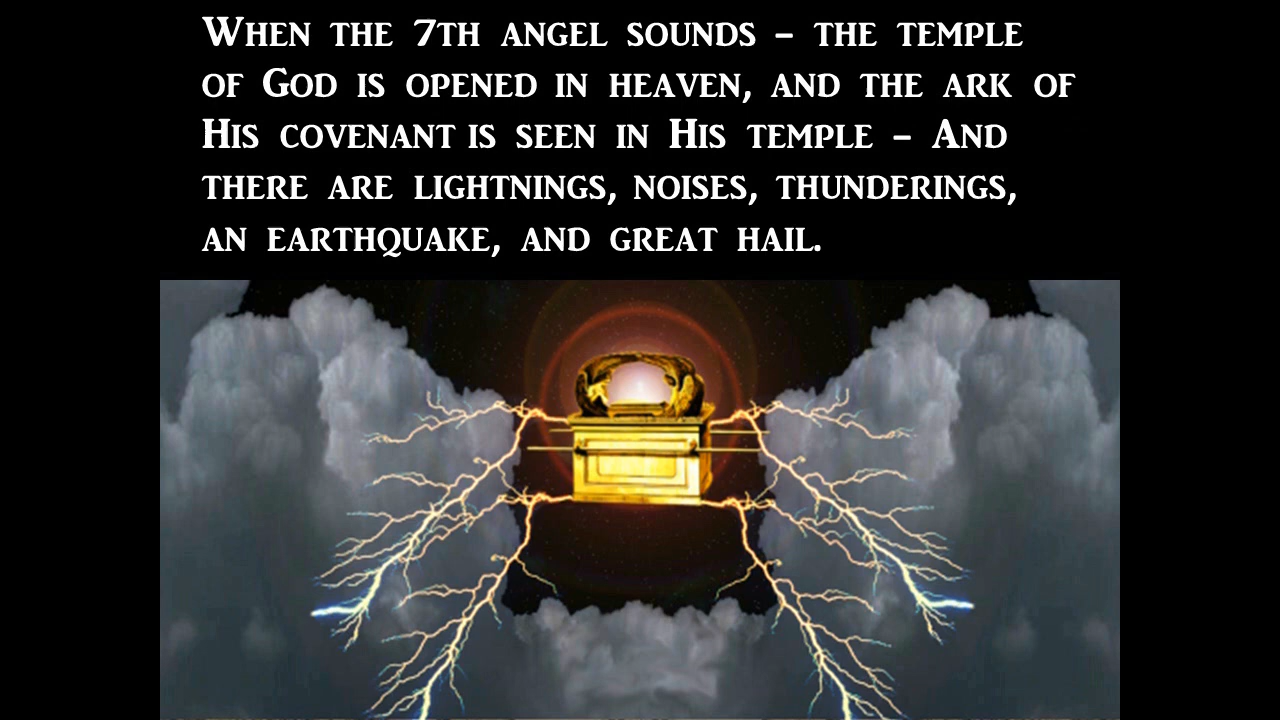 When the 7th angel sounds – the temple
of God is opened in heaven, and the ark of
His covenant is seen in His temple – And
there are lightnings, noises, thunderings,
an earthquake, and great hail.